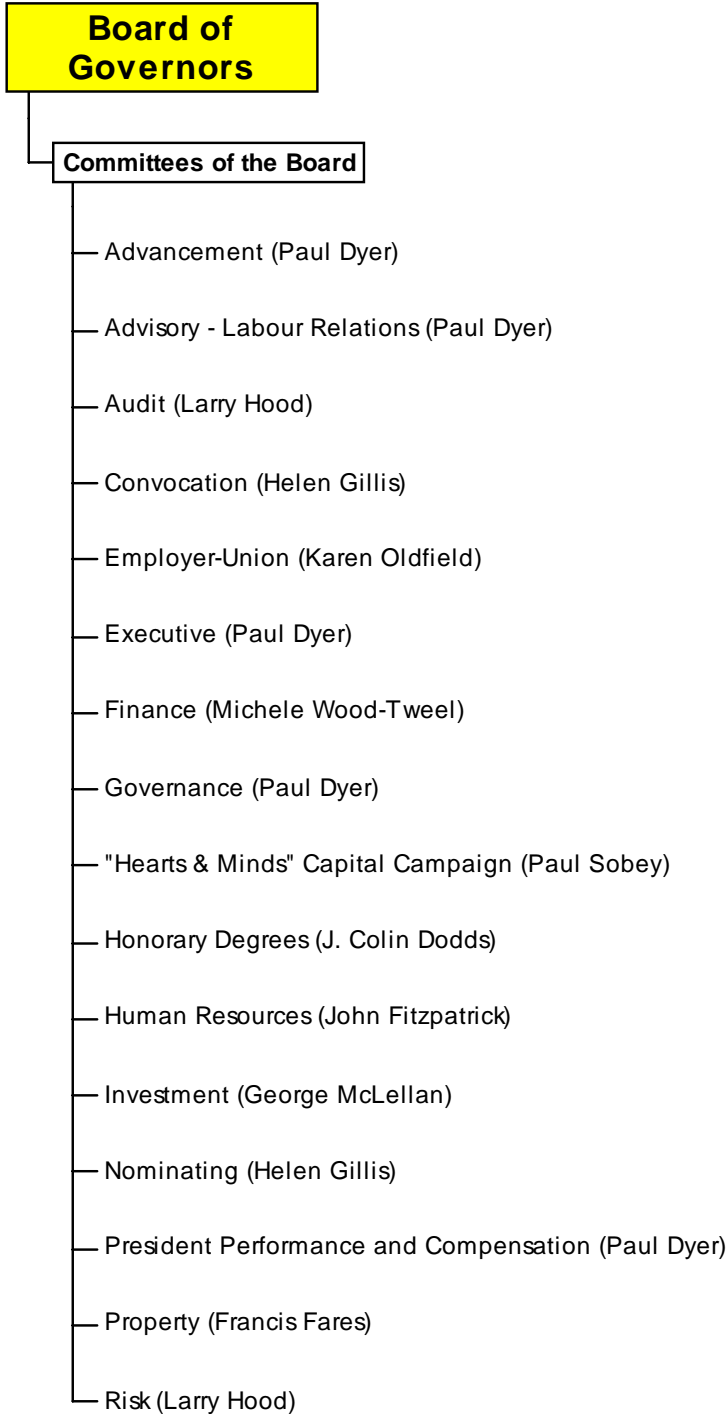 Board of
Governors
Committees of the Board
Advancement (Paul Dyer)
Advisory - Labour Relations (Paul Dyer)
Audit (Larry Hood)
Convocation (Helen Gillis)
Employer-Union (Karen Oldfield)
Executive (Paul Dyer)
Finance (Michele Wood-Tweel)
Governance (Paul Dyer)
"Hearts & Minds" Capital Campaign (Paul Sobey)
Honorary Degrees (J. Colin Dodds)
Human Resources (John Fitzpatrick)
Investment (George McLellan)
Nominating (Helen Gillis)
President Performance and Compensation (Paul Dyer)
Property (Francis Fares)
Risk (Larry Hood)